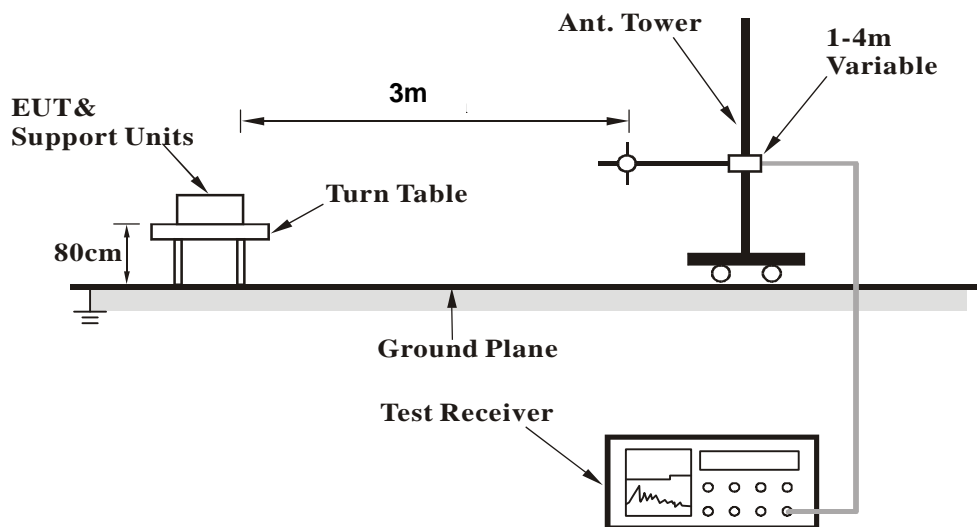 Ant. Tower
1-4m
Variable
3m
EUT&
Support Units
Turn Table
80cm
Ground Plane
Test Receiver